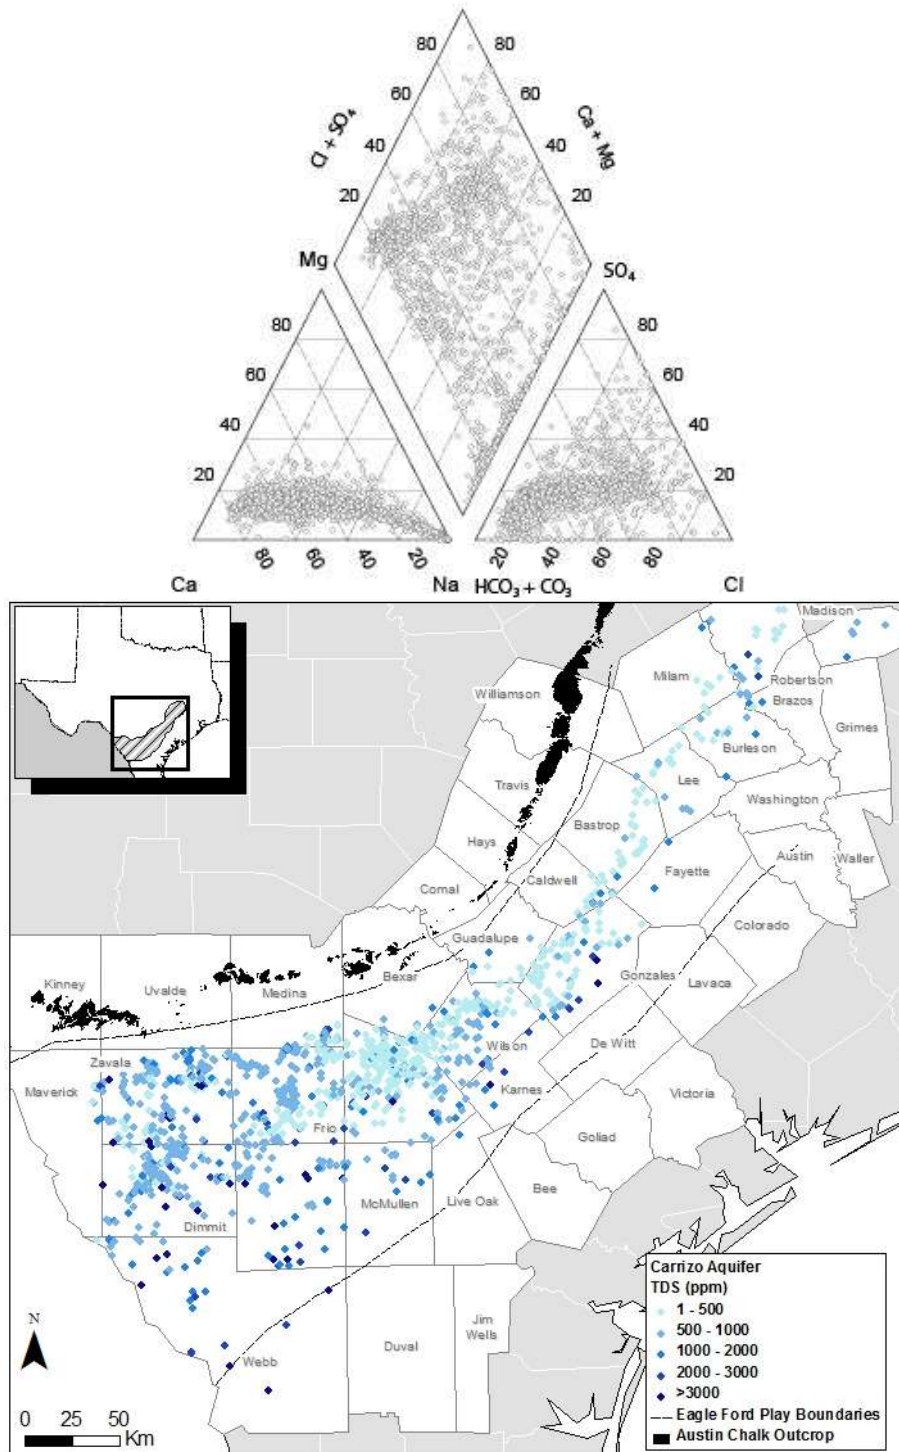 80 80
60 60
Cl + SO₄ Ca + Mg
40 40
20 20
Mg SO₄
80 80
60 60
40 40
20 20
80 60 40 20 20 40 60 80
Ca Na HCO₃ + CO₃ Cl
Madison
Milam
Robertson
Williamson
Brazos
Grimes
Burleson
Travis
Lee
Washington
Bastrop
Hays
Austin
Waller
Fayette
Caldwell
Comal
Colorado
Guadalupe
Gonzales
Bexar
Lavaca
Kinney
Uvalde
Medina
Wilson
De Witt
Zavala
Karnes
Maverick
Victoria
Frio
Goliad
Bee
McMullen
Live Oak
Dimmit
Jim
Wells
Duval
Webb
N
0 25 50
Km
Carrizo Aquifer
TDS (ppm)
1 - 500
500 - 1000
1000 - 2000
2000 - 3000
>3000
Eagle Ford Play Boundaries
Austin Chalk Outcrop